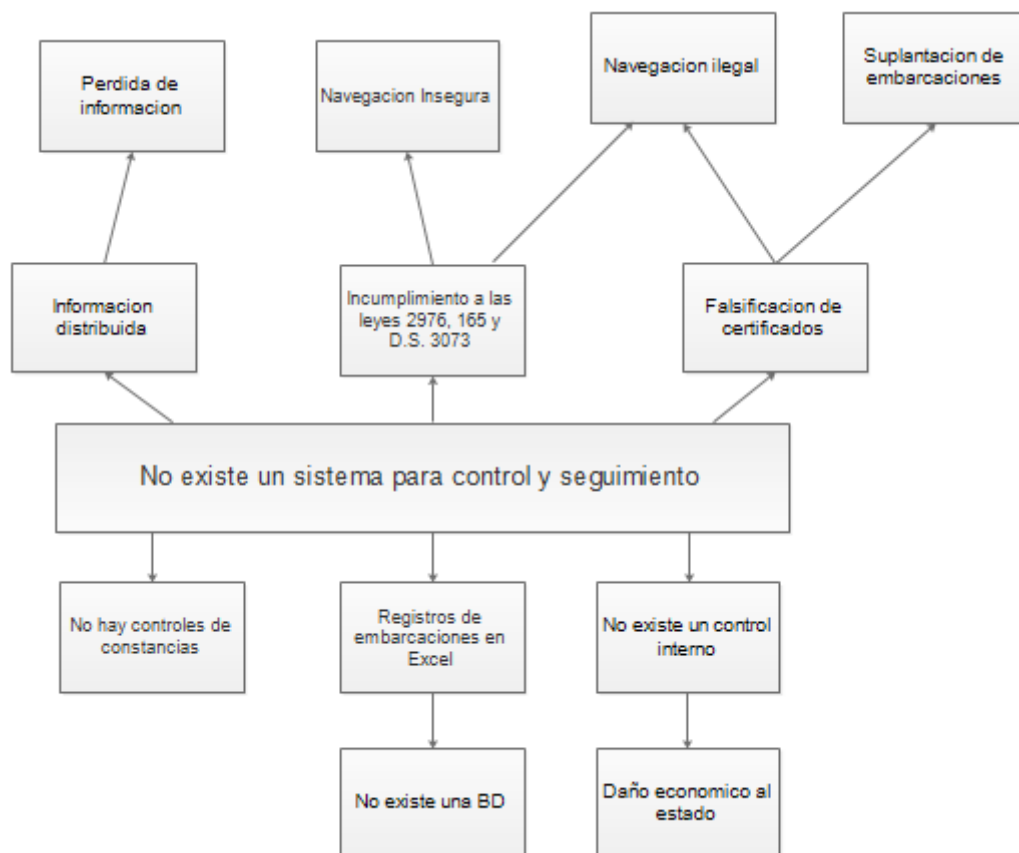 Perdida de
informacion
Navegacion Insegura
Navegacion ilegal
Suplantacion de
embarcaciones
Informacion
distribuida
Incumplimiento a las
leyes 2976, 165 y
D.S. 3073
Falsificacion de
certificados
No existe un sistema para control y seguimiento
No hay controles de
constancias
Registros de
embarcaciones en
Excel
No existe un control
interno
No existe una BD
Daño economico al
estado